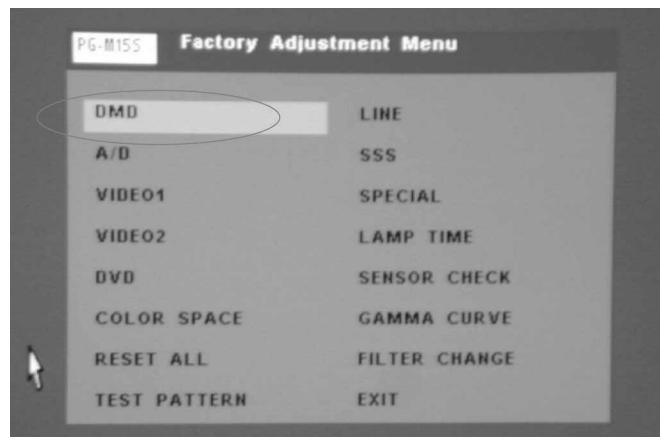 PG-M15S Factory Adjustment Menu
DMD
A/D
VIDEO1
VIDEO2
DVD
COLOR SPACE
RESET ALL
TEST PATTERN
LINE
SSS
SPECIAL
LAMP TIME
SENSOR CHECK
GAMMA CURVE
FILTER CHANGE
EXIT